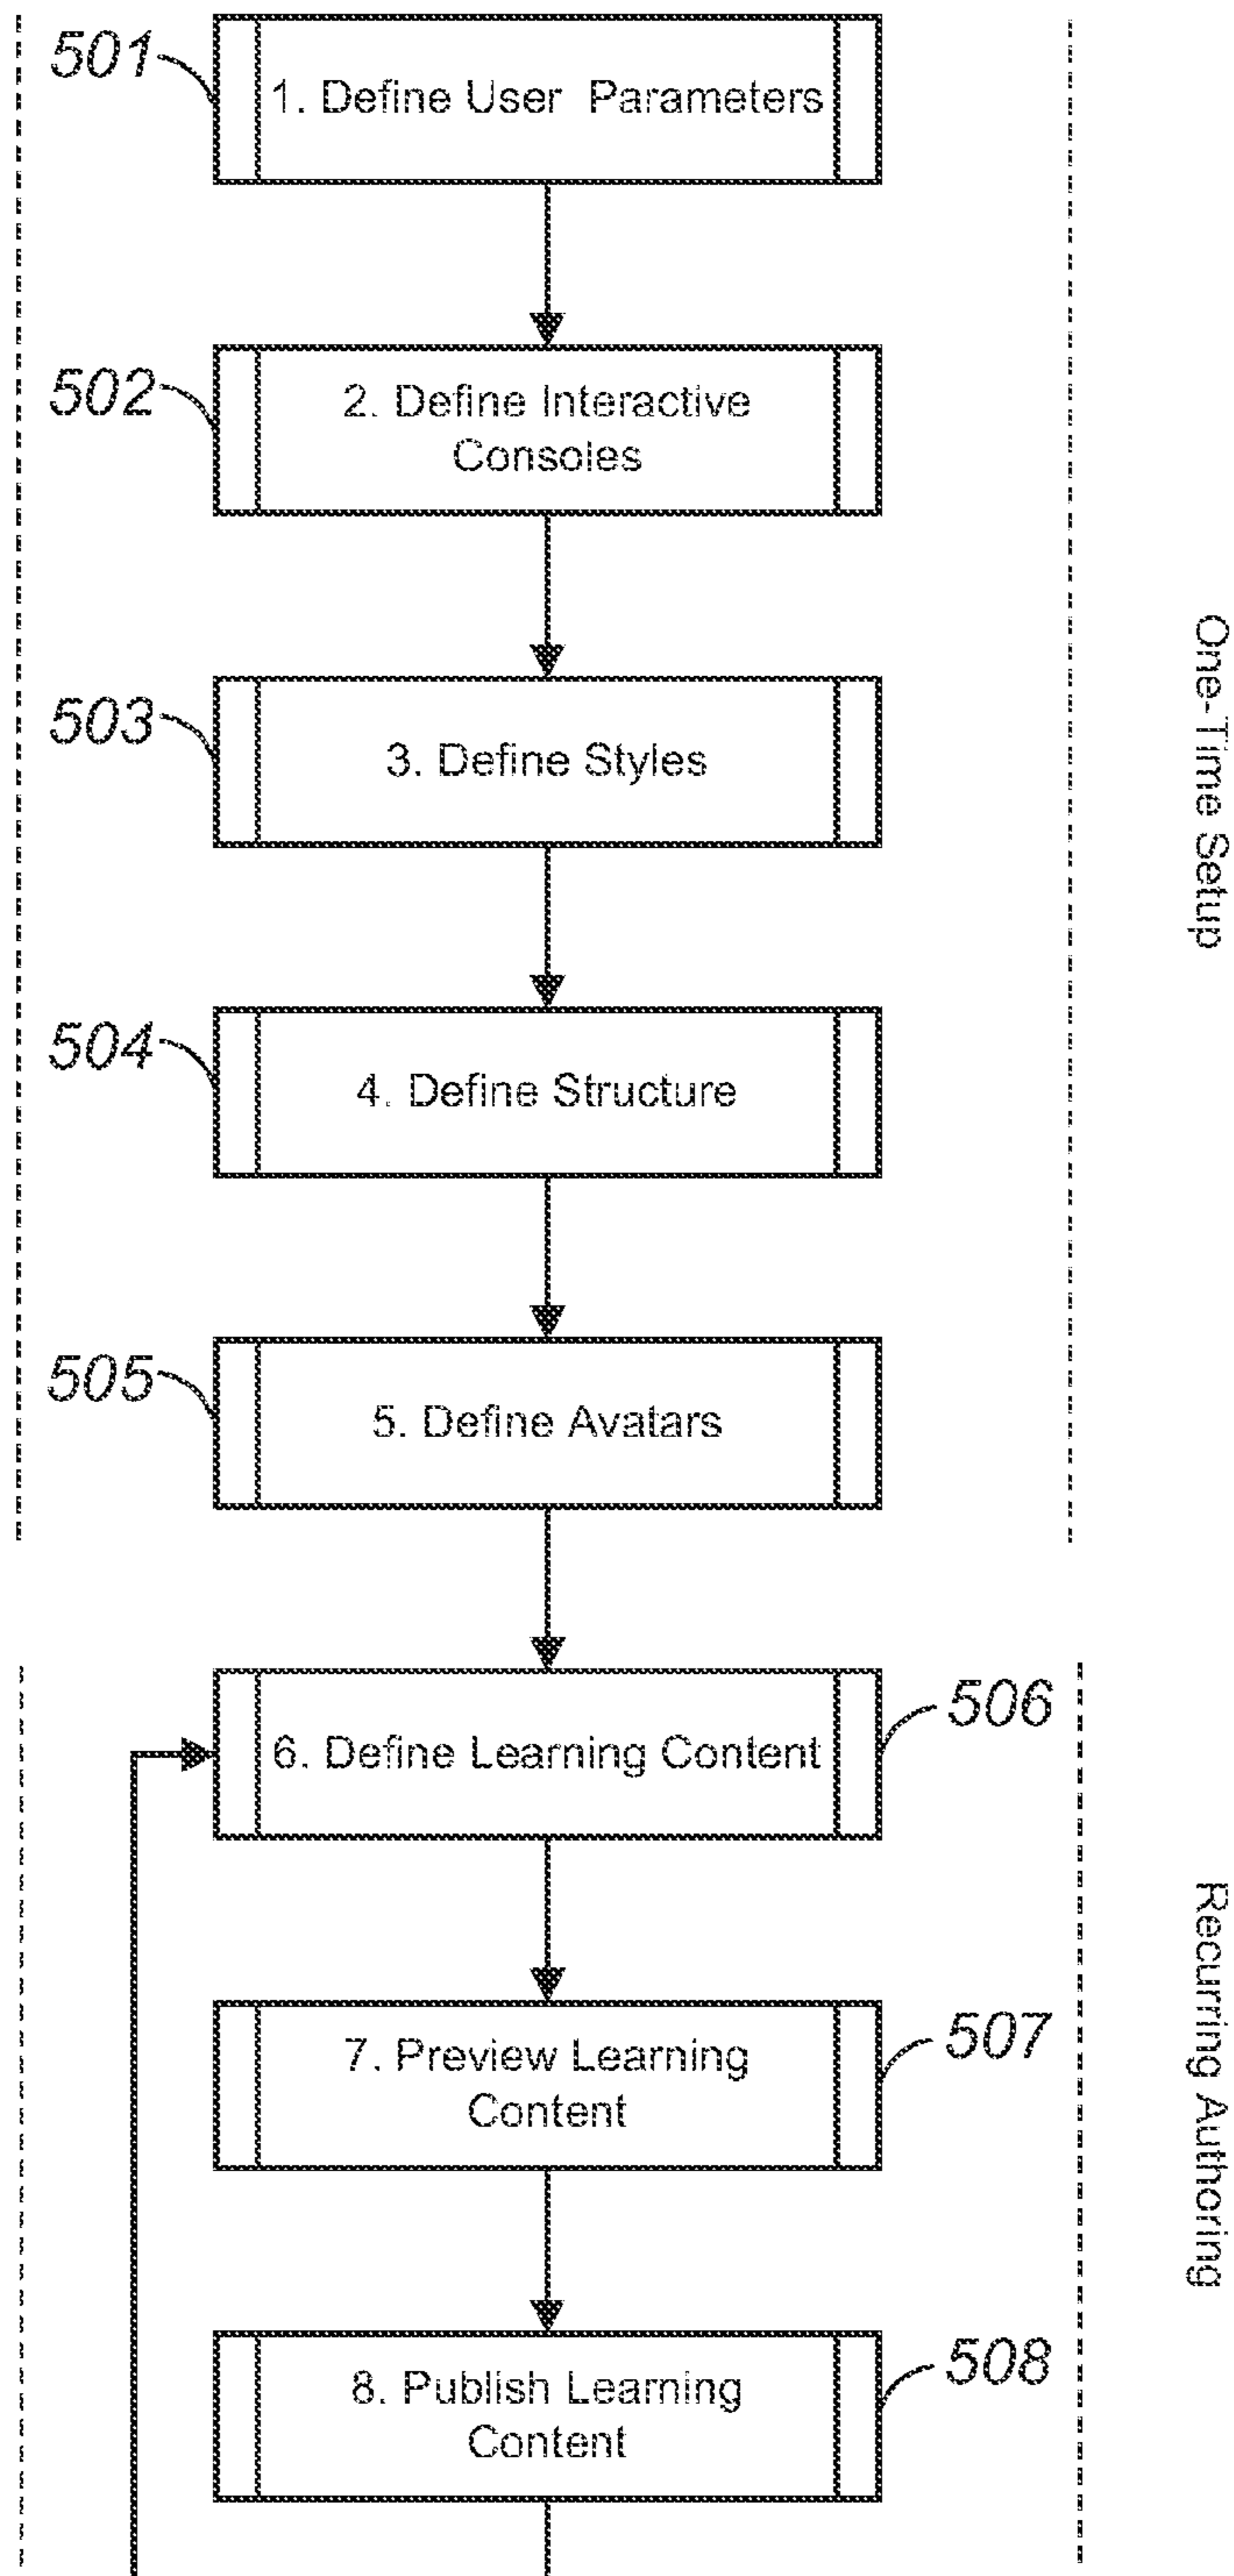 501
1. Define User Parameters
502
2. Define Interactive
Consoles
503
3. Define Styles
504
4. Define Structure
505
5. Define Avatars
One-Time Setup
506
6. Define Learning Content
507
7. Preview Learning
Content
508
8. Publish Learning
Content
Recurring Authoring